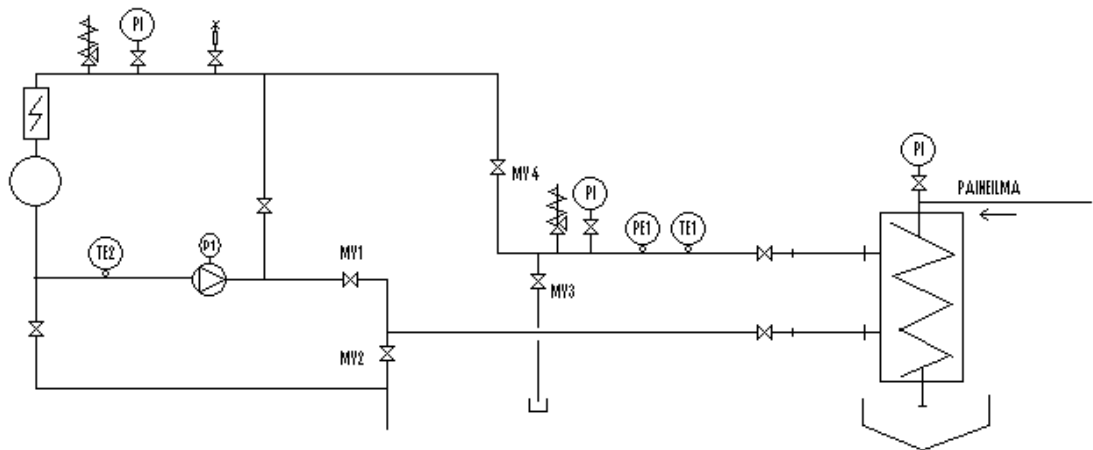 PI
PI
MV4
PI
PAINEILMA
TE2
P1
MV1
PE1
TE1
MV3
MV2
PI